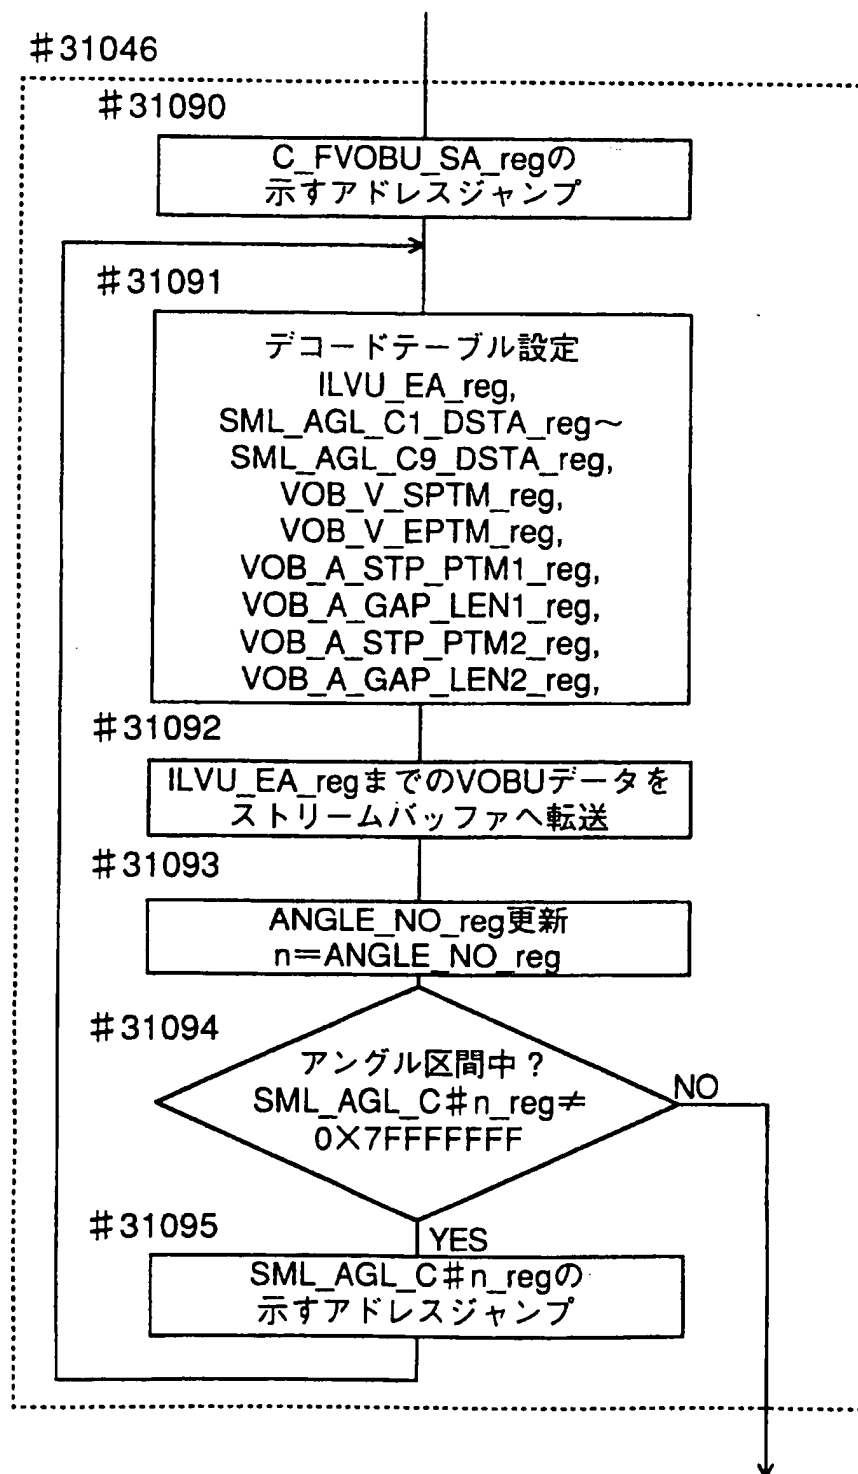 #31046
#31090
C_FVOBU_SA_regの
示すアドレスジャンプ
#31091
デコードテーブル設定
ILVU_EA_reg,
SML_AGL_C1_DSTA_reg〜
SML_AGL_C9_DSTA_reg,
VOB_V_SPTM_reg,
VOB_V_EPTM_reg,
VOB_A_STP_PTM1_reg,
VOB_A_GAP_LEN1_reg,
VOB_A_STP_PTM2_reg,
VOB_A_GAP_LEN2_reg,
#31092
ILVU_EA_regまでのVOBUデータを
ストリームバッファへ転送
#31093
ANGLE_NO_reg更新
n=ANGLE_NO_reg
#31094
アングル区間中?
SML_AGL_C#n_reg≠
0X7FFFFFFF
NO
#31095
YES
SML_AGL_C#n_regの
示すアドレスジャンプ